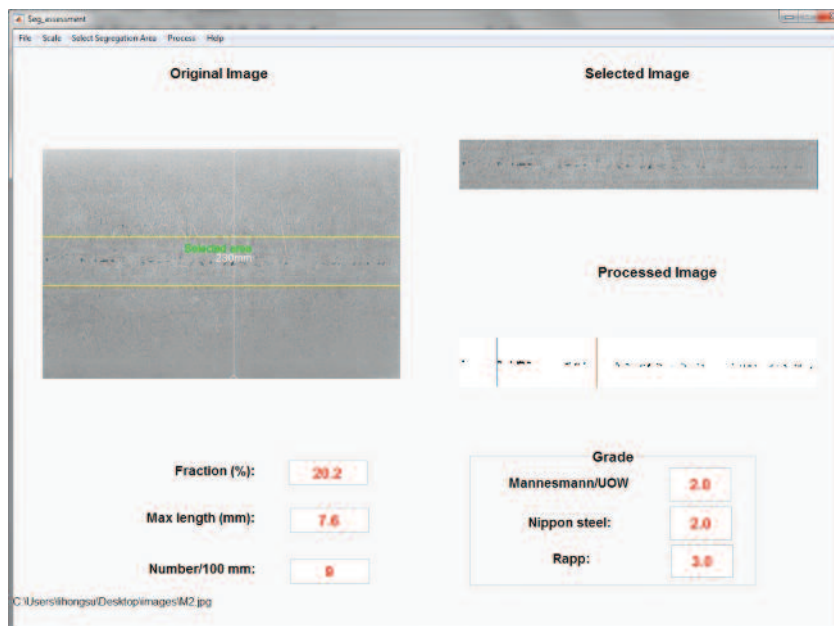 Seg_assessment
File Scale Select Segregation Area Process Help
Original Image
Selected Image
Selected area
230mm
Processed Image
Fraction (%): 20.2
Max length (mm): 7.6
Number/100 mm: 9
Grade
Mannesmann/UOW 2.0
Nippon steel: 2.0
Rapp: 3.0
C:\Users\lihongsu\Desktop\images\M2.jpg